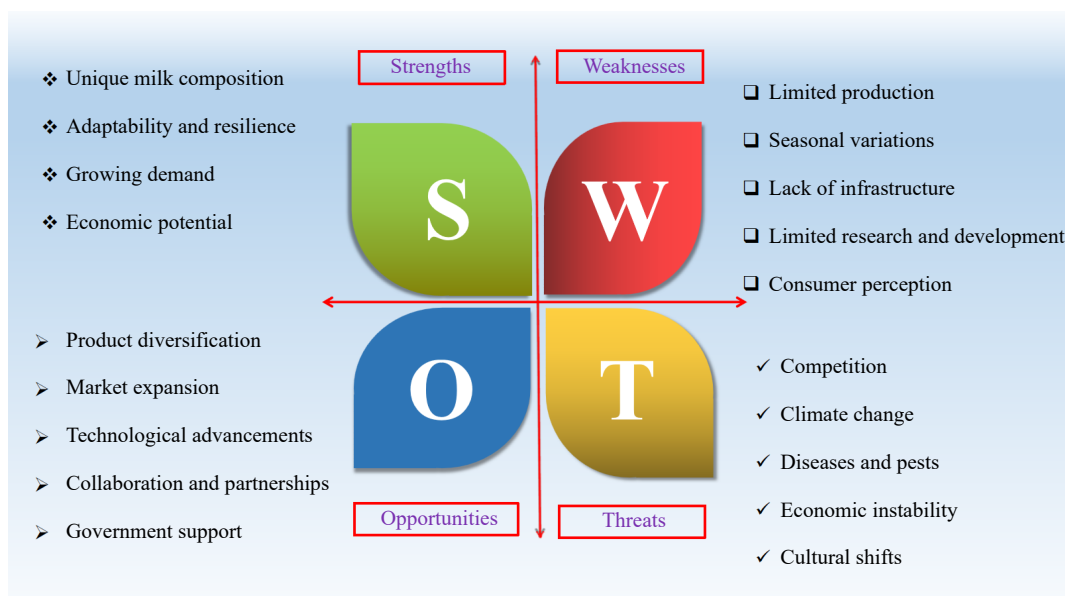 Strengths
Unique milk composition
Adaptability and resilience
Growing demand
Economic potential
S
Weaknesses
Limited production
Seasonal variations
Lack of infrastructure
Limited research and development
Consumer perception
W
Product diversification
Market expansion
Technological advancements
Collaboration and partnerships
Government support
O
Opportunities
Competition
Climate change
Diseases and pests
Economic instability
Cultural shifts
T
Threats